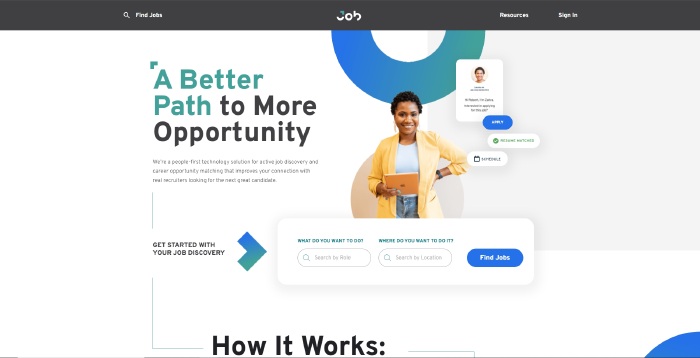 Find Jobs
Job
Resources
Sign In
A Better
Path to More
Opportunity
We're a people-first technology solution for active job discovery and
career opportunity matching that improves your connection with
real recruiters looking for the next great candidate.
APPLY
RESUME MATCHED
SCHEDULE
GET STARTED WITH
YOUR JOB DISCOVERY
WHAT DO YOU WANT TO DO?
WHERE DO YOU WANT TO DO IT?
Search by Role
Search by Location
Find Jobs
How It Works: